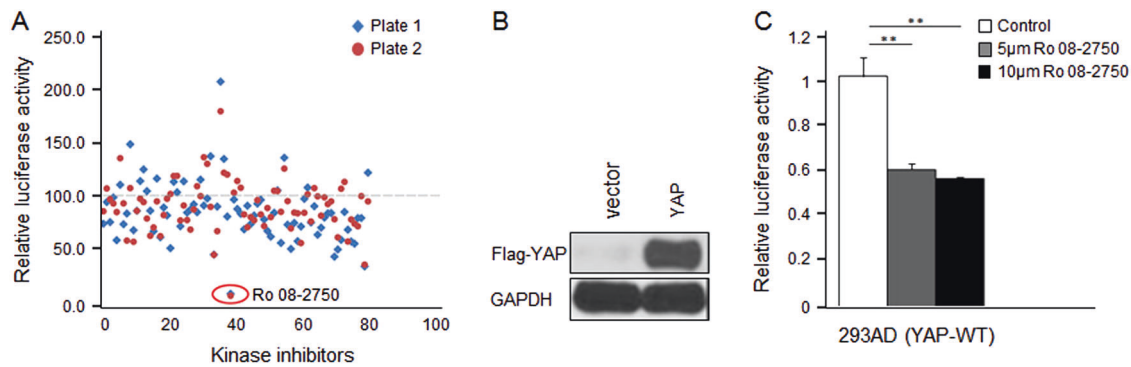 A
Plate 1
Plate 2
Relative luciferase activity
250.0
200.0
150.0
100.0
50.0
0.0
Ro 08-2750
0 20 40 60 80 100
Kinase inhibitors
B
vector
YAP
Flag-YAP
GAPDH
C
Control
5μm Ro 08-2750
10μm Ro 08-2750
**
**
Relative luciferase activity
1.2
1
0.8
0.6
0.4
0.2
0
293AD (YAP-WT)